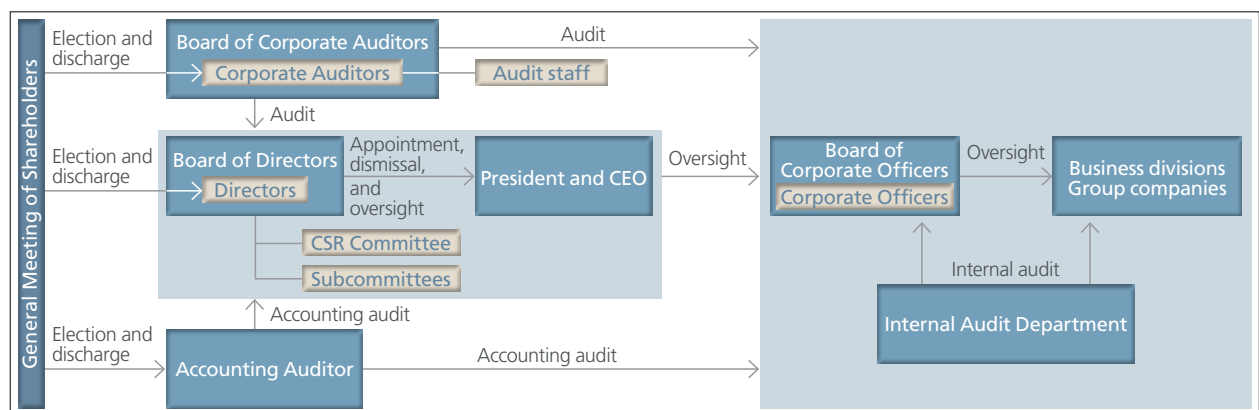 General Meeting of Shareholders
Election and
discharge
Board of Corporate Auditors
Corporate Auditors
Audit staff
Audit
Audit
Election and
discharge
Board of Directors
Directors
Appointment,
dismissal,
and
oversight
President and CEO
CSR Committee
Subcommittees
Oversight
Board of
Corporate Officers
Corporate Officers
Oversight
Business divisions
Group companies
Internal audit
Internal Audit Department
Election and
discharge
Accounting audit
Accounting Auditor
Accounting audit